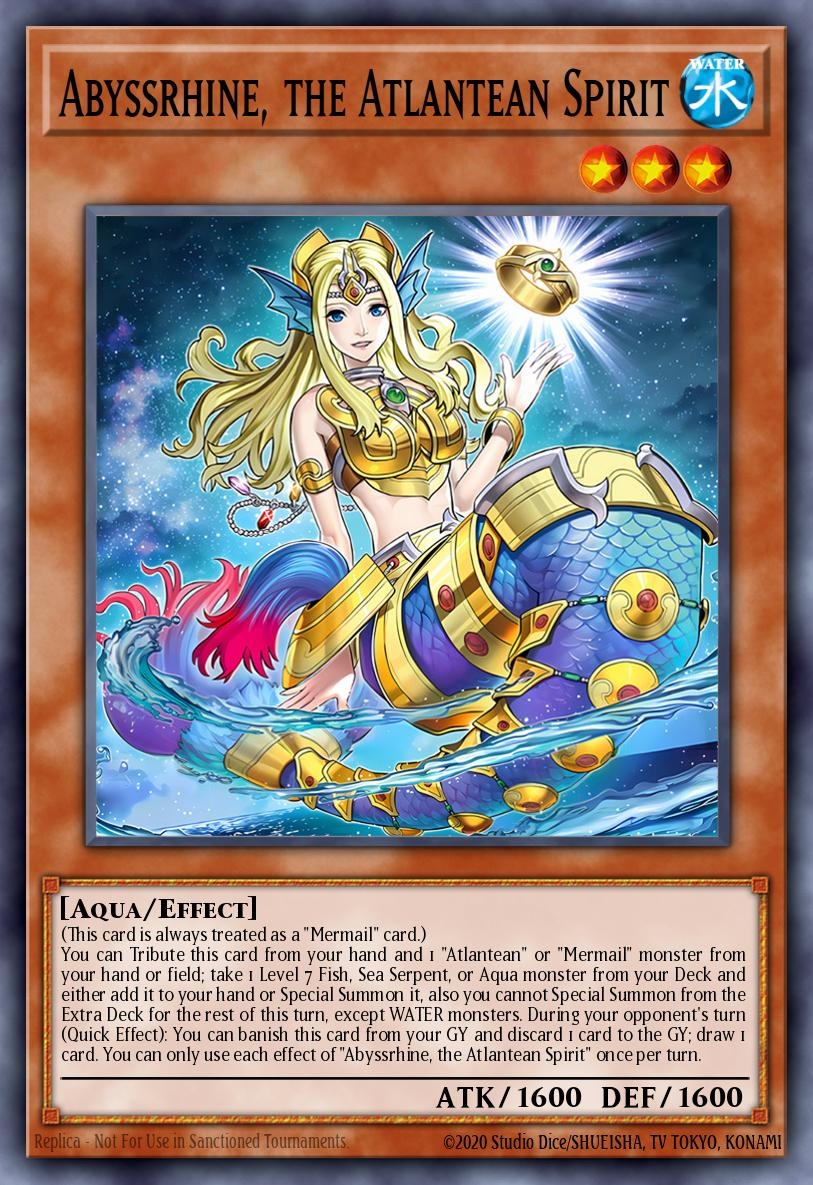 Abyssrhine, the Atlantean Spirit
WATER
水
[Aqua/Effect]
(This card is always treated as a "Mermail" card.)
You can Tribute this card from your hand and 1 "Atlantean" or "Mermail" monster from
your hand or field; take 1 Level 7 Fish, Sea Serpent, or Aqua monster from your Deck and
either add it to your hand or Special Summon it, also you cannot Special Summon from the
Extra Deck for the rest of this turn, except WATER monsters. During your opponent's turn
(Quick Effect): You can banish this card from your GY and discard 1 card to the GY; draw 1
card. You can only use each effect of "Abyssrhine, the Atlantean Spirit" once per turn.
ATK/1600 DEF/1600
Replica - Not For Use in Sanctioned Tournaments.
©2020 Studio Dice/SHUEISHA, TV TOKYO, KONAMI